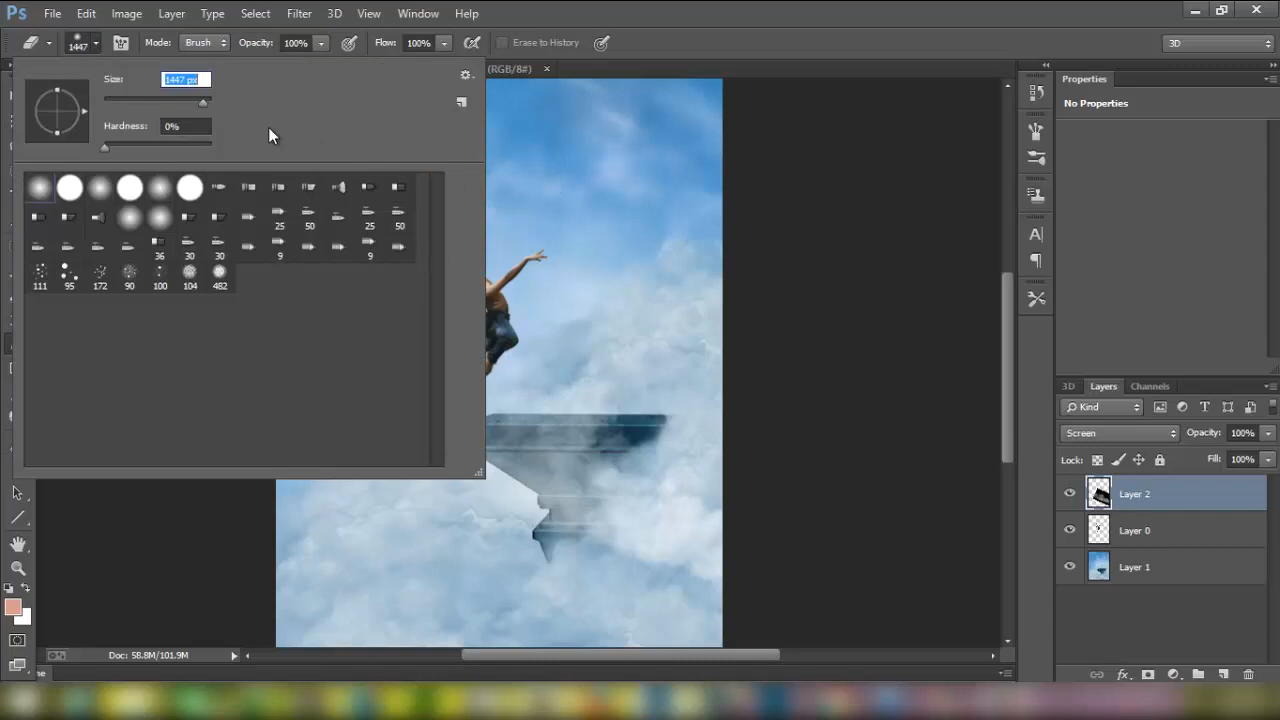 Ps File Edit Image Layer Type Select Filter 3D View Window Help
1447 Mode: Brush Opacity: 100% Flow: 100% Erase to History 3D
(RGB/8#) ×
Size: 1447 px
Hardness: 0%
25 50 25 50
36 30 30 9 9
111 95 172 90 100 104 482
Properties
No Properties
3D Layers Channels
Kind
Screen Opacity: 100%
Lock: Fill: 100%
Layer 2
Layer 0
Layer 1
Doc: 58.8M/101.9M